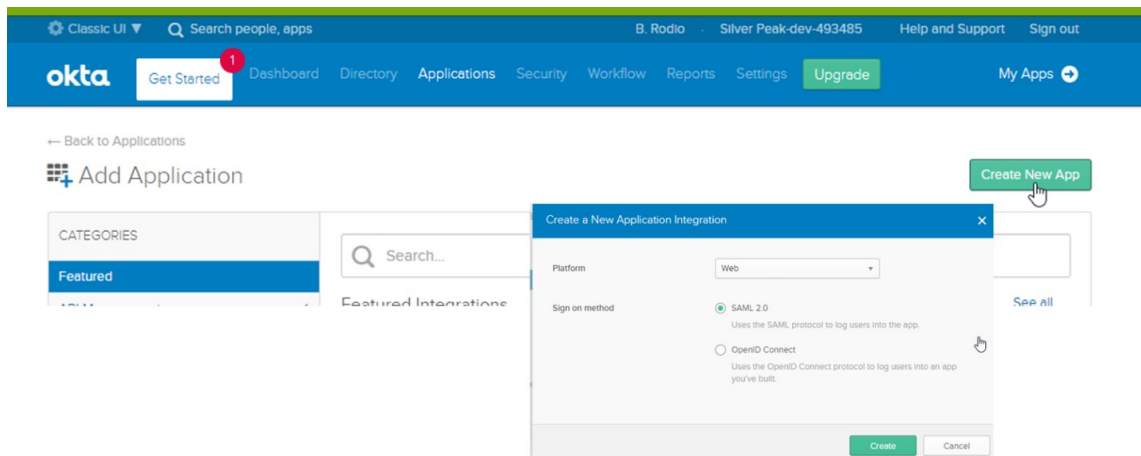 Classic UI ▼ Search people, apps B. Rodio · Silver Peak-dev-493485 Help and Support Sign out
okta Get Started 1 Dashboard Directory Applications Security Workflow Reports Settings Upgrade My Apps
← Back to Applications
Add Application
Create New App
CATEGORIES
Featured
Search...
Featured Integrations
See all
Create a New Application Integration ×
Platform Web
Sign on method SAML 2.0
Uses the SAML protocol to log users into the app.
OpenID Connect
Uses the OpenID Connect protocol to log users into an app
you've built.
Create Cancel